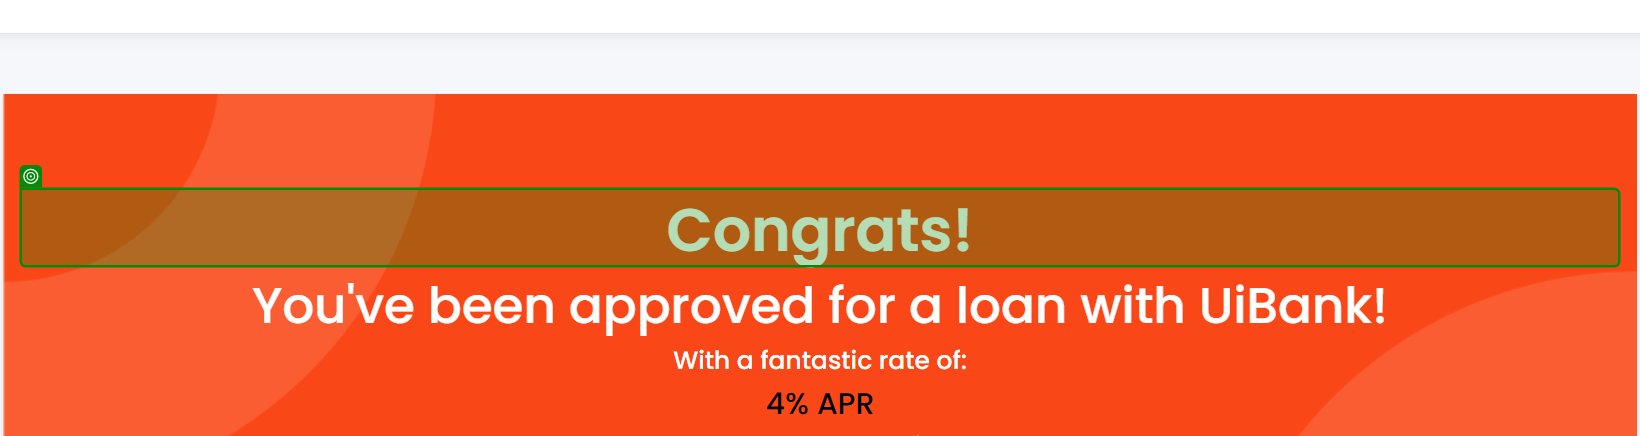 Congrats!
You've been approved for a loan with UiBank!
With a fantastic rate of:
4% APR